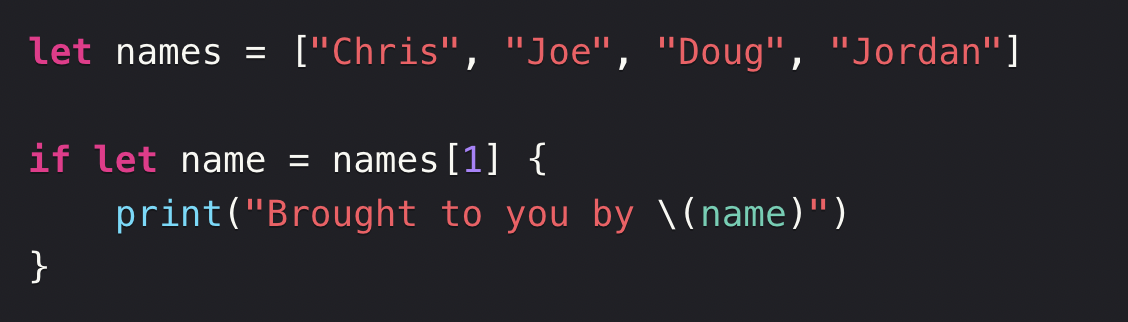 let names = ["Chris", "Joe", "Doug", "Jordan"]
if let name = names[1] {
    print("Brought to you by \(name)")
}